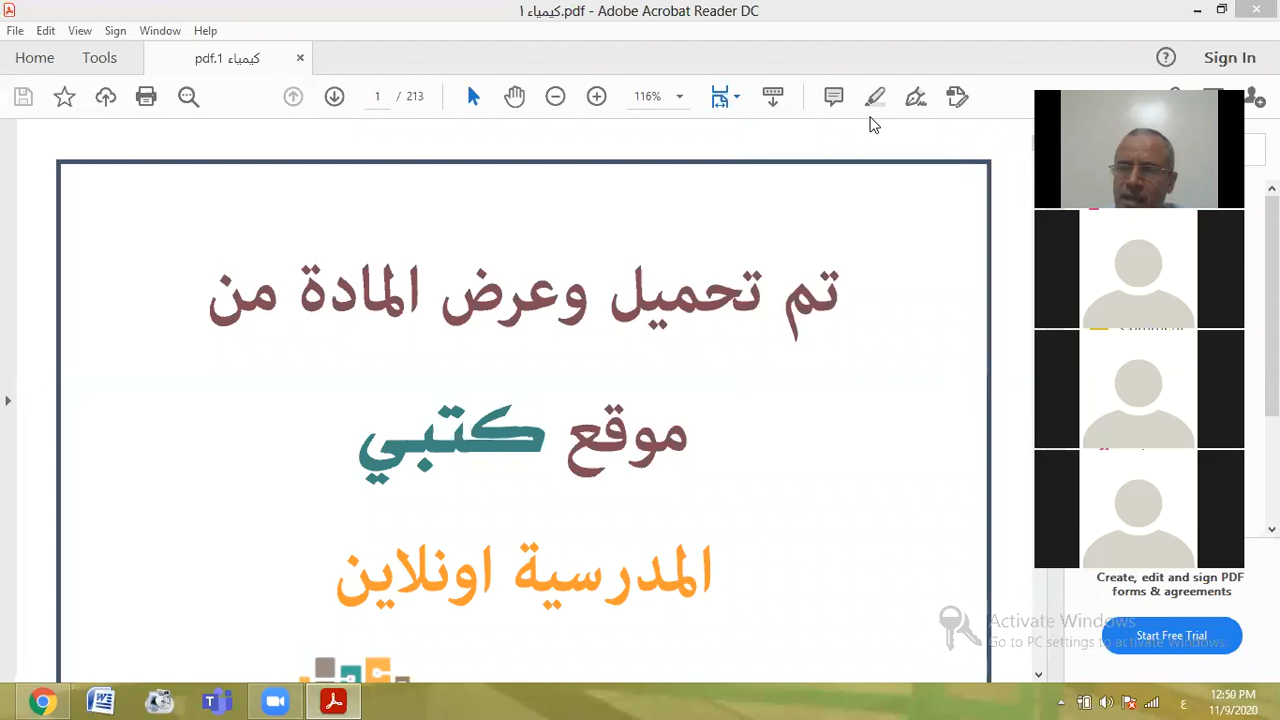 كيمياء ١.pdf - Adobe Acrobat Reader DC
File Edit View Sign Window Help
Home Tools كيمياء 1.pdf × Sign In
1 / 213 116%
تم تحميل وعرض المادة من
موقع كتبي
المدرسية اونلاين
Create, edit and sign PDF
forms & agreements
Start Free Trial
Activate Windows
Go to PC settings to activate Windows.
ع 12:50 PM
11/9/2020